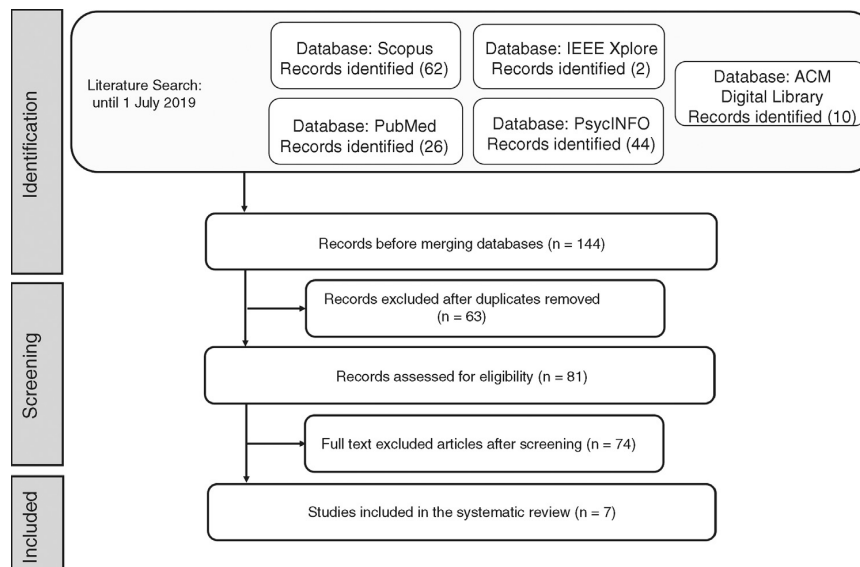 Identification
Literature Search:
until 1 July 2019
Database: Scopus
Records identified (62)
Database: IEEE Xplore
Records identified (2)
Database: ACM
Digital Library
Records identified (10)
Database: PubMed
Records identified (26)
Database: PsycINFO
Records identified (44)
Records before merging databases (n = 144)
Screening
Records excluded after duplicates removed
(n = 63)
Records assessed for eligibility (n = 81)
Full text excluded articles after screening (n = 74)
Included
Studies included in the systematic review (n = 7)